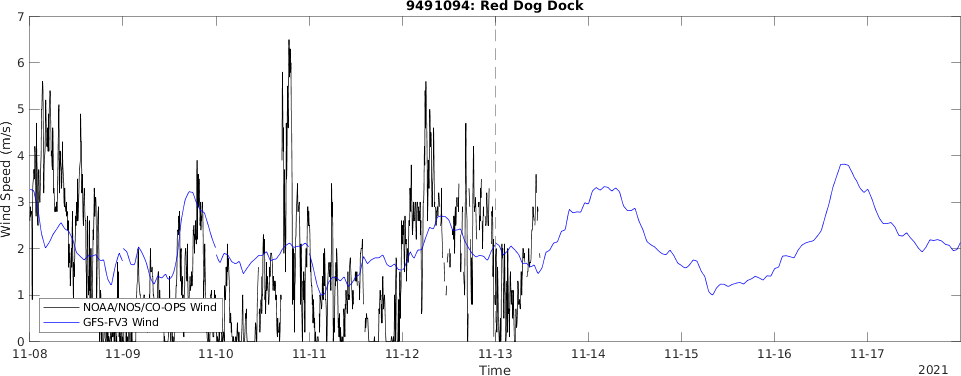 9491094: Red Dog Dock
7
6
5
4
3
2
1
0
Wind Speed (m/s)
NOAA/NOS/CO-OPS Wind
GFS-FV3 Wind
11-08 11-09 11-10 11-11 11-12 11-13 11-14 11-15 11-16 11-17
Time
2021